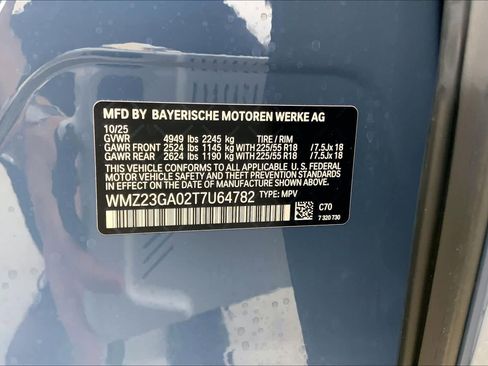 MFD BY BAYERISCHE MOTOREN WERKE AG
10/25
GVWR 4949 lbs 2245 kg TIRE / RIM
GAWR FRONT 2524 lbs 1145 kg WITH 225/55 R18 /7.5Jx 18
GAWR REAR 2624 lbs 1190 kg WITH 225/55 R18 /7.5Jx 18
THIS VEHICLE CONFORMS TO ALL APPLICABLE U.S. FEDERAL
MOTOR VEHICLE SAFETY, BUMPER, AND THEFT PREVENTION
STANDARDS IN EFFECT ON THE DATE OF MANUFACTURE SHOWN ABOVE.
WMZ23GA02T7U64782 TYPE: MPV
C70
7 320 730